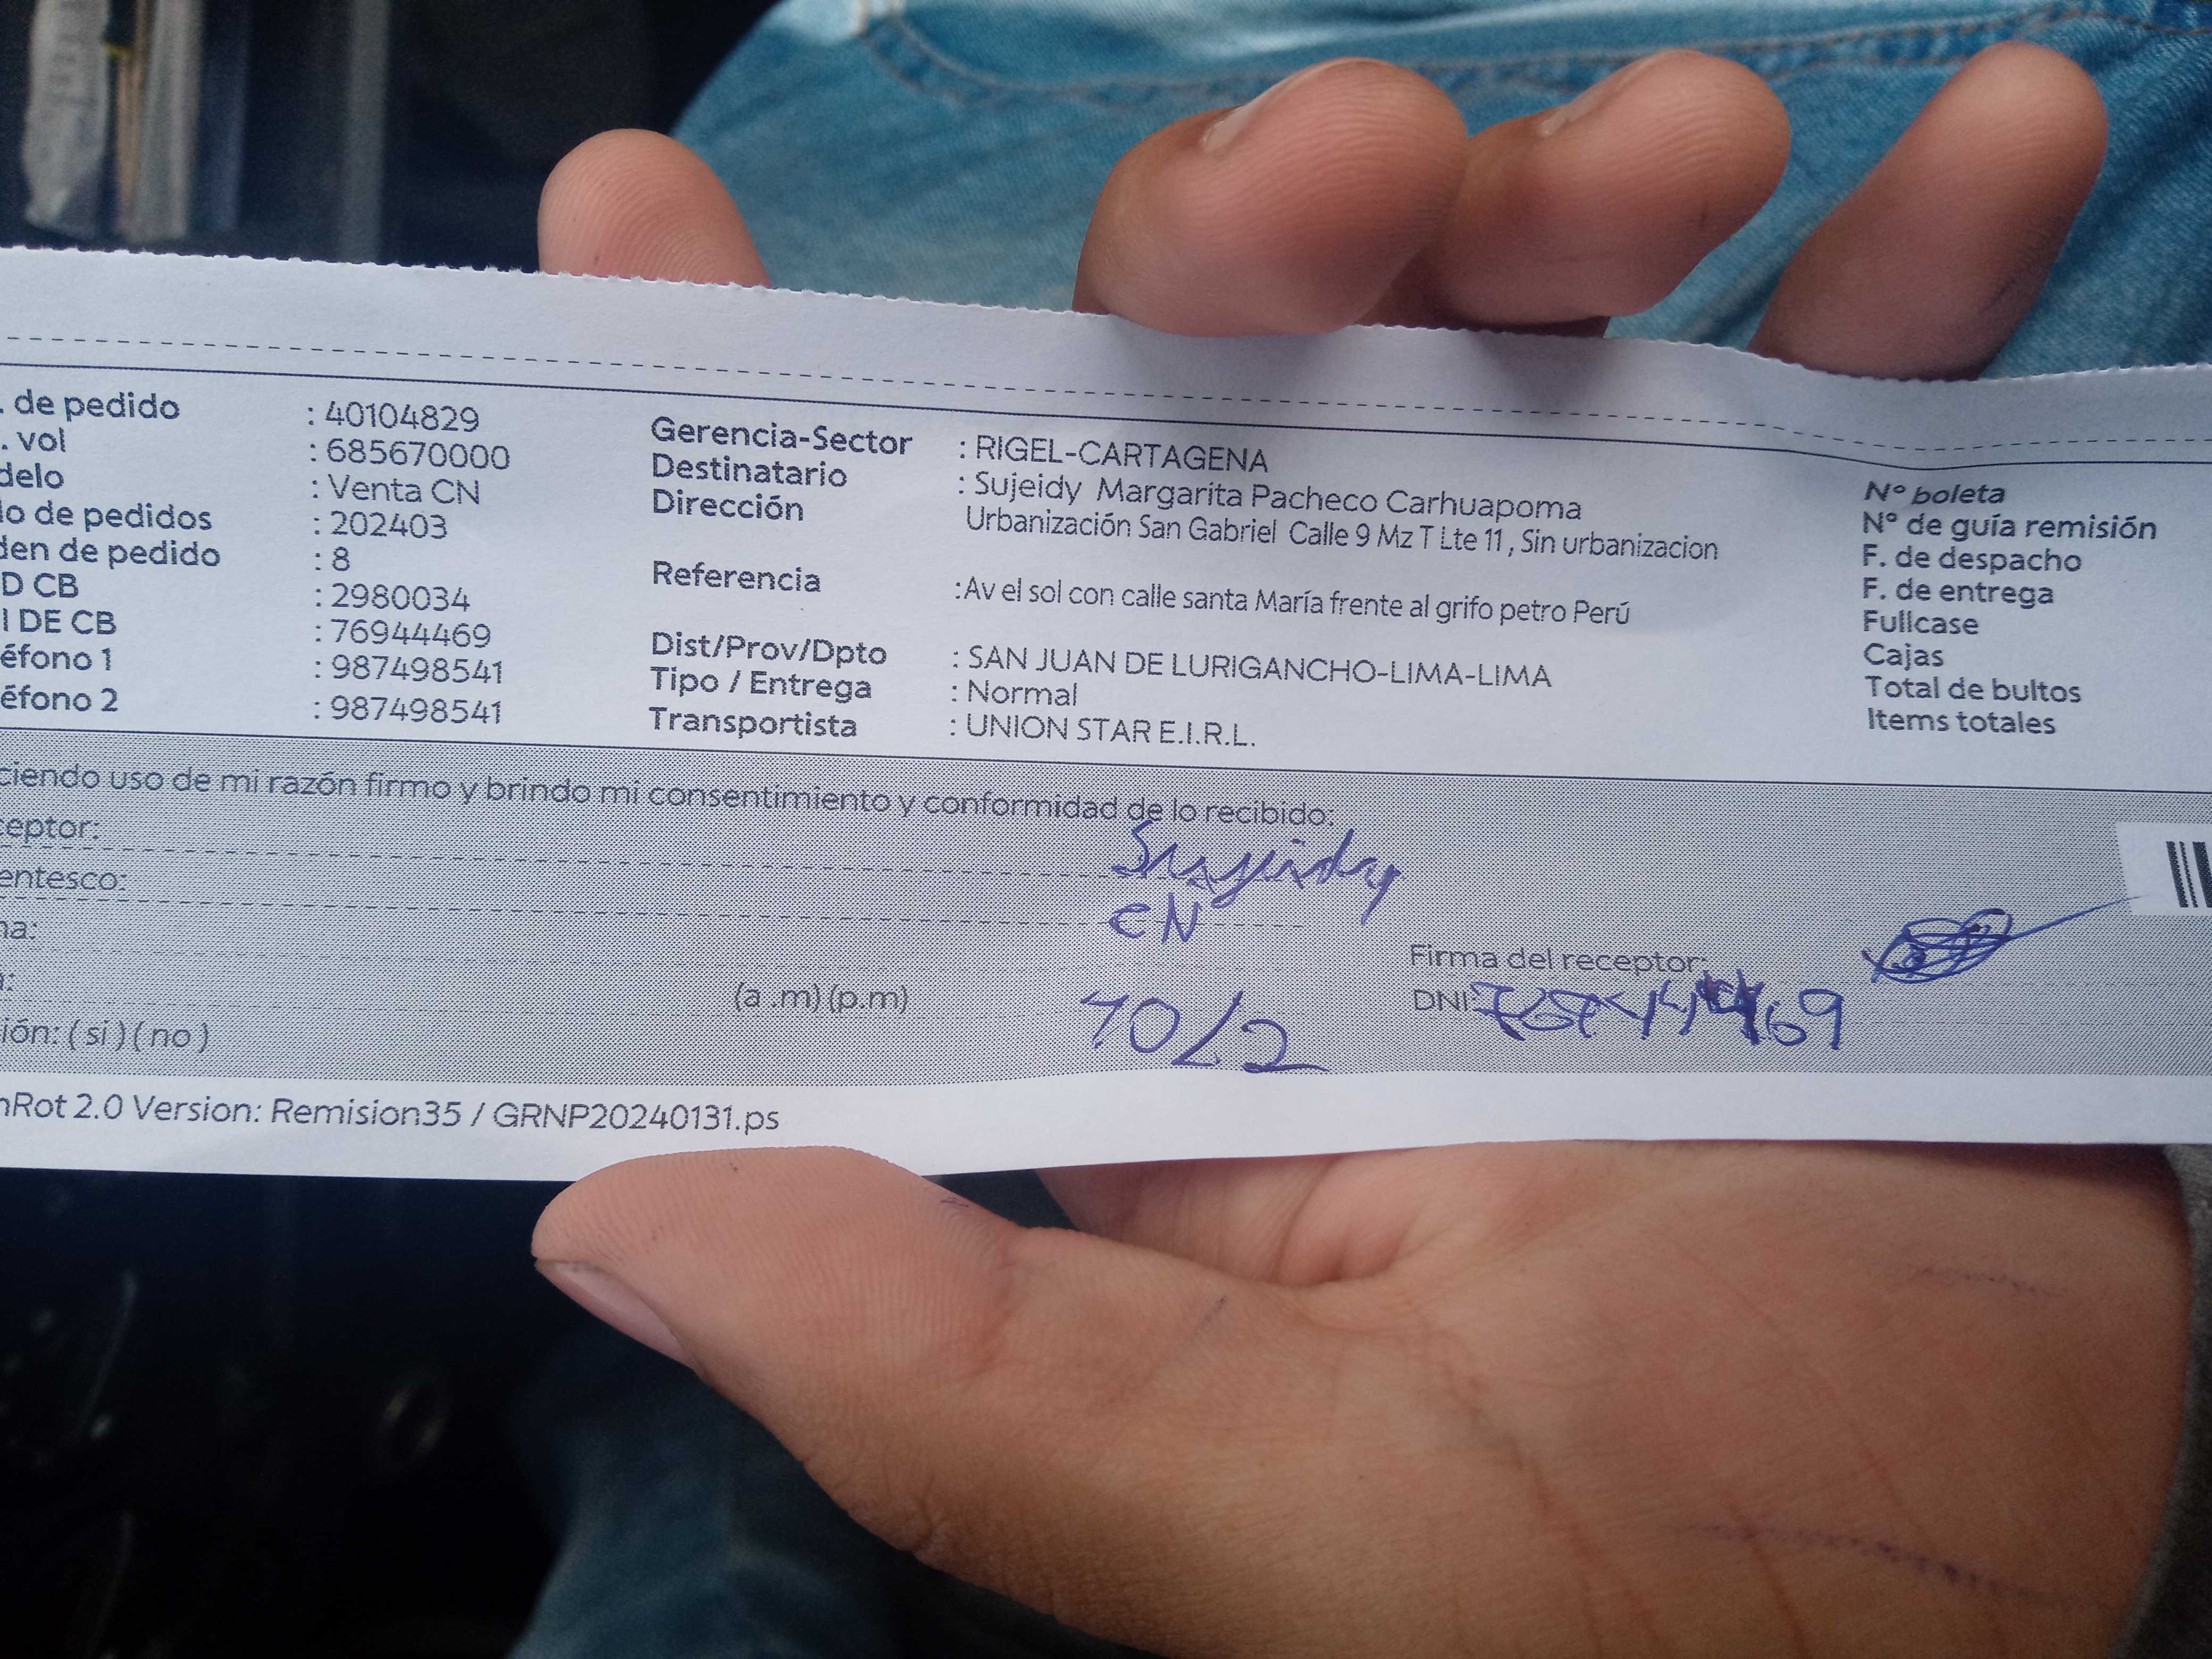 . de pedido : 40104829
. vol : 685670000
delo : Venta CN
lo de pedidos : 202403
den de pedido : 8
D CB : 2980034
I DE CB : 76944469
éfono 1 : 987498541
éfono 2 : 987498541
Gerencia-Sector : RIGEL-CARTAGENA
Destinatario : Sujeidy Margarita Pacheco Carhuapoma
Dirección Urbanización San Gabriel Calle 9 Mz T Lte 11, Sin urbanizacion
Referencia :Av el sol con calle santa María frente al grifo petro Perú
Dist/Prov/Dpto : SAN JUAN DE LURIGANCHO-LIMA-LIMA
Tipo / Entrega : Normal
Transportista : UNION STAR E.I.R.L.
Nº boleta
Nº de guía remisión
F. de despacho
F. de entrega
Fullcase
Cajas
Total de bultos
Items totales
ciendo uso de mi razón firmo y brindo mi consentimiento y conformidad de lo recibido:
ceptor:
entesco: CN
na:
a: (a .m) (p.m) 10/2
ión: ( si ) ( no )
Firma del receptor:
DNI:
nRot 2.0 Version: Remision35 / GRNP20240131.ps